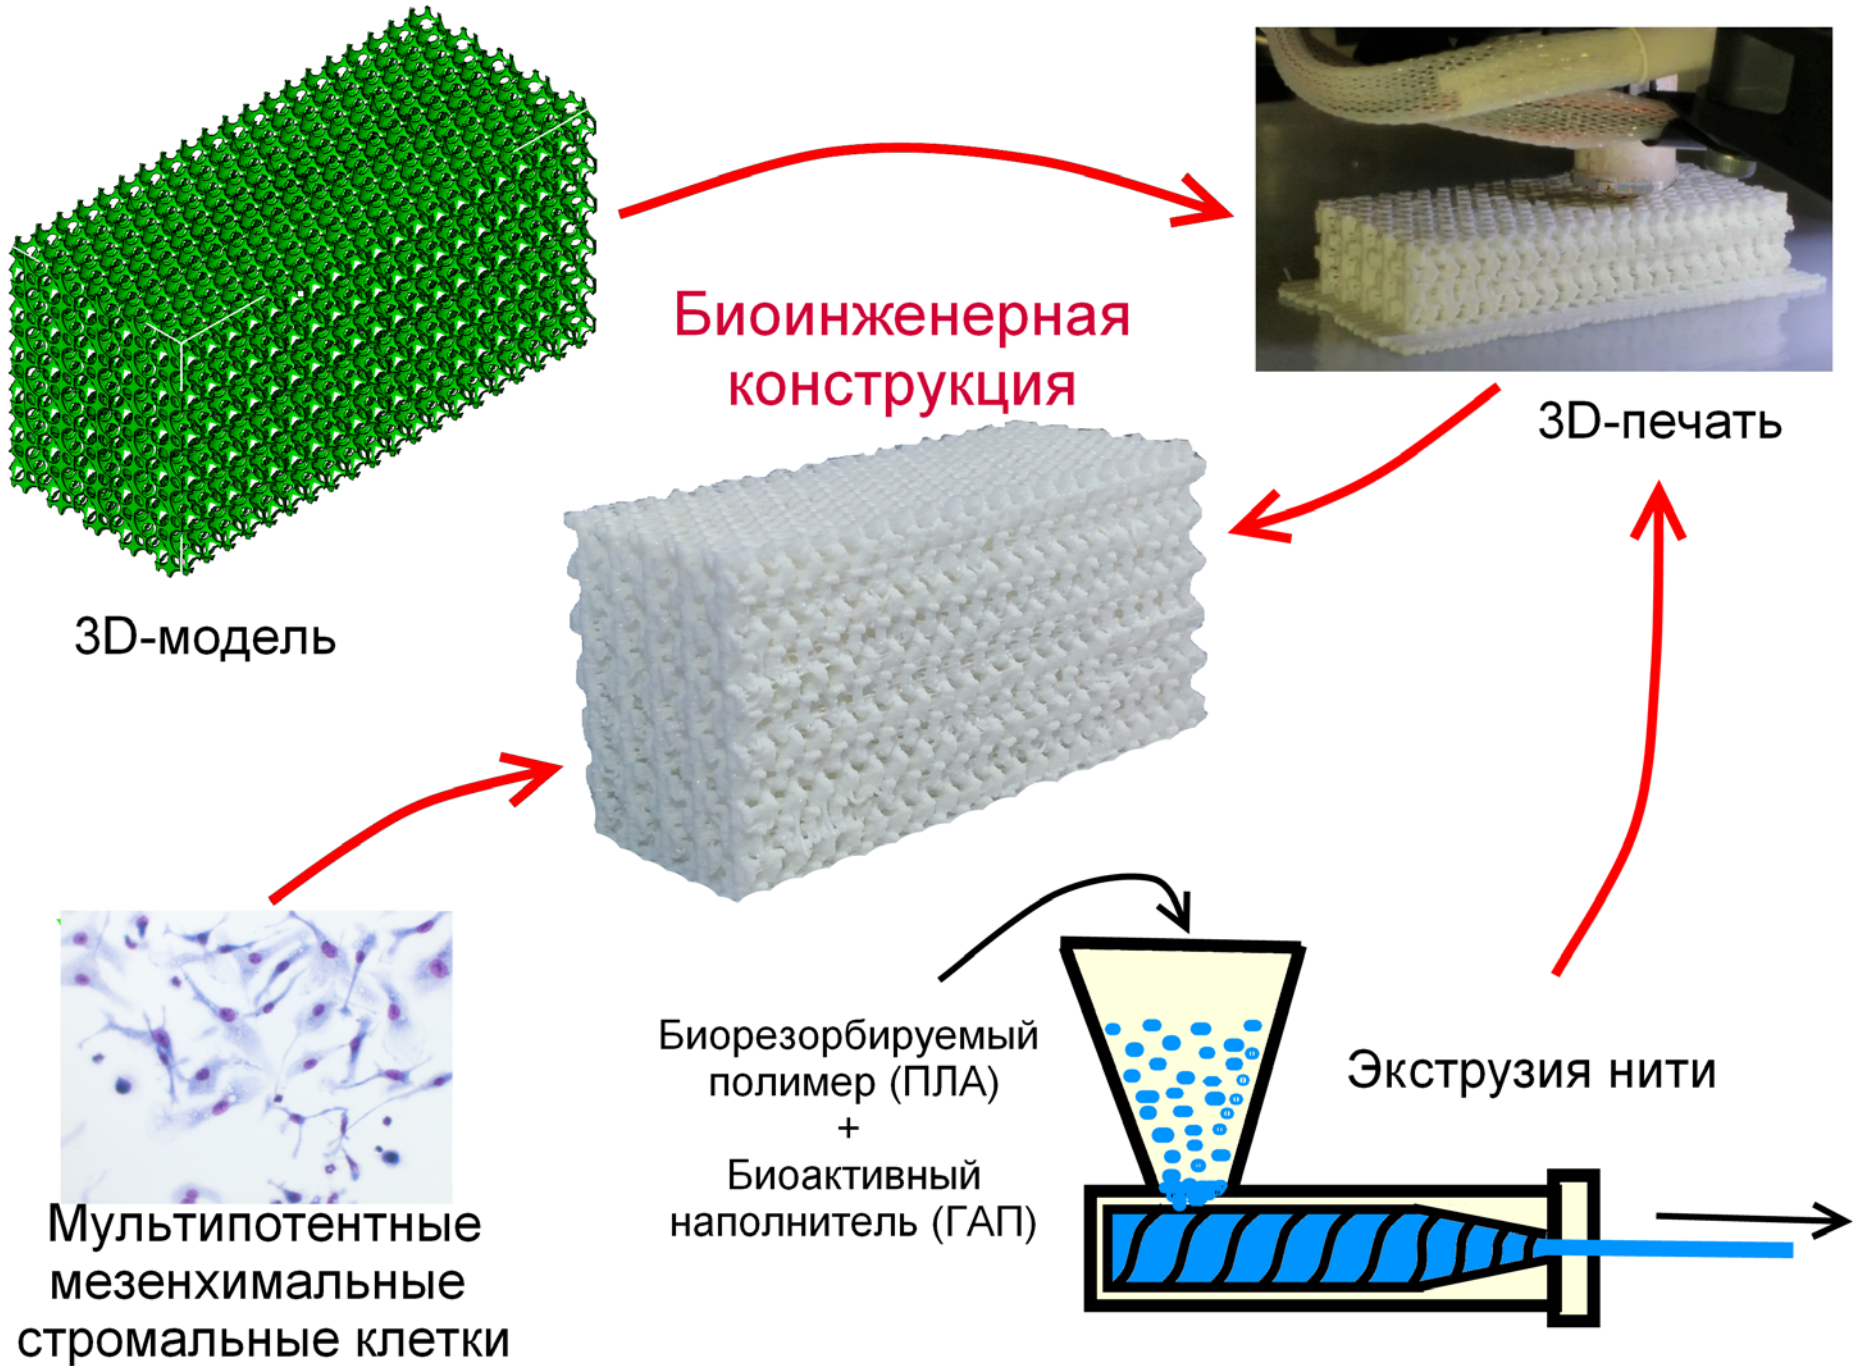 Биоинженерная
конструкция
3D-печать
3D-модель
Биорезорбируемый
полимер (ПЛА)
+
Биоактивный
наполнитель (ГАП)
Экструзия нити
Мультипотентные
мезенхимальные
стромальные клетки